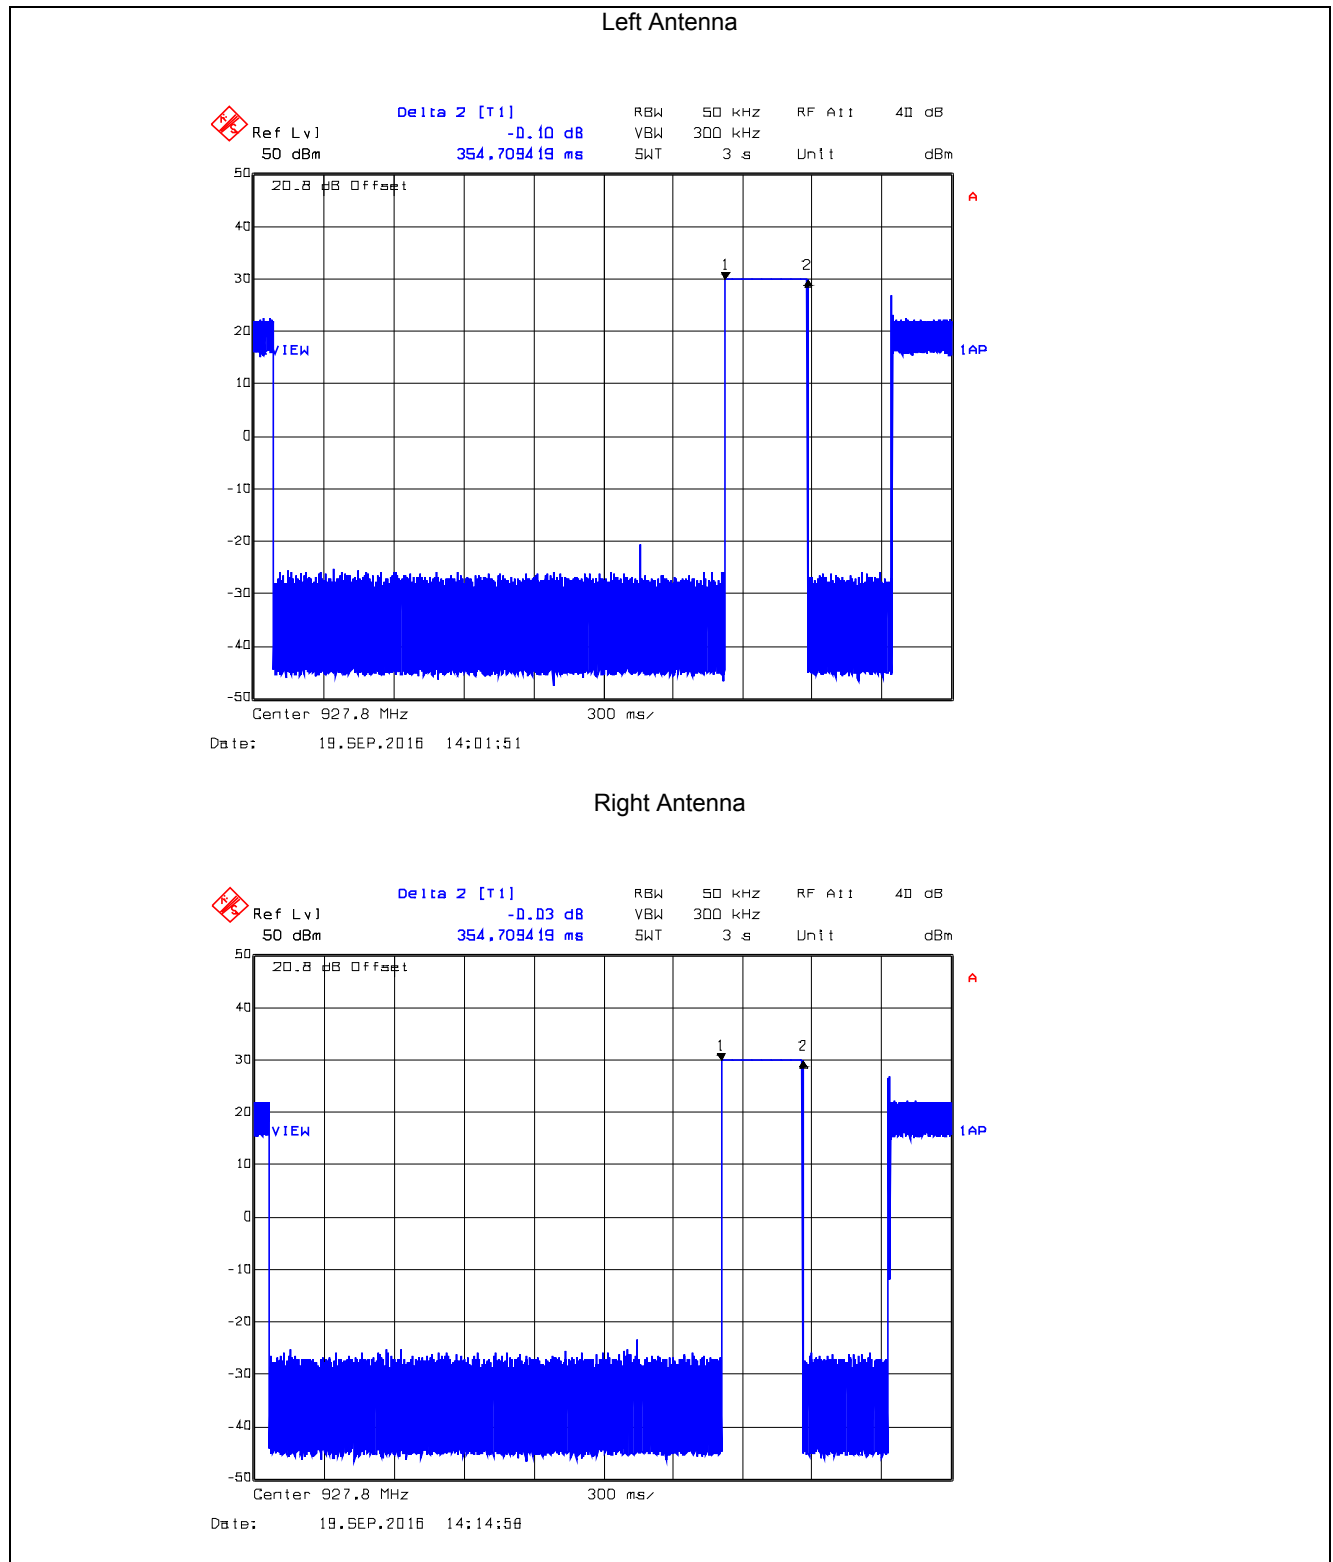 Left Antenna
Delta 2 [T1] RBW 50 kHz RF Att 40 dB
Ref Lvl -0.10 dB VBW 300 kHz
50 dBm 354.709419 ms SWT 3 s Unit dBm
50
20.8 dB Offset
A
40
30
1 2
20
VIEW 1AP
10
0
-10
-20
-30
-40
-50
Center 927.8 MHz 300 ms/
Date: 19.SEP.2016 14:01:51
Right Antenna
Delta 2 [T1] RBW 50 kHz RF Att 40 dB
Ref Lvl -0.03 dB VBW 300 kHz
50 dBm 354.709419 ms SWT 3 s Unit dBm
50
20.8 dB Offset
A
40
1 2
30
20
VIEW 1AP
10
0
-10
-20
-30
-40
-50
Center 927.8 MHz 300 ms/
Date: 19.SEP.2016 14:14:56